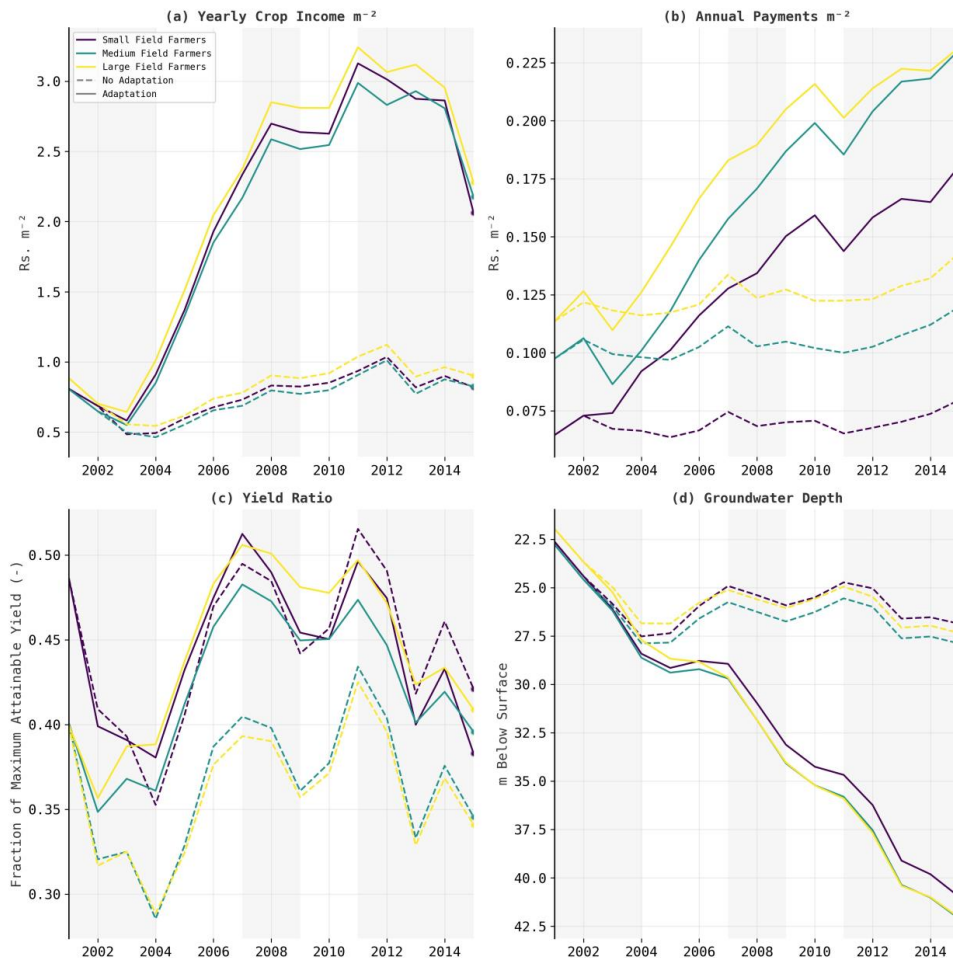 (a) Yearly Crop Income m⁻²
Small Field Farmers
Medium Field Farmers
Large Field Farmers
No Adaptation
Adaptation
Rs. m⁻²
3.0
2.5
2.0
1.5
1.0
0.5
2002 2004 2006 2008 2010 2012 2014
(b) Annual Payments m⁻²
Rs. m⁻²
0.225
0.200
0.175
0.150
0.125
0.100
0.075
2002 2004 2006 2008 2010 2012 2014
(c) Yield Ratio
Fraction of Maximum Attainable Yield (-)
0.50
0.45
0.40
0.35
0.30
2002 2004 2006 2008 2010 2012 2014
(d) Groundwater Depth
m Below Surface
22.5
25.0
27.5
30.0
32.5
35.0
37.5
40.0
42.5
2002 2004 2006 2008 2010 2012 2014